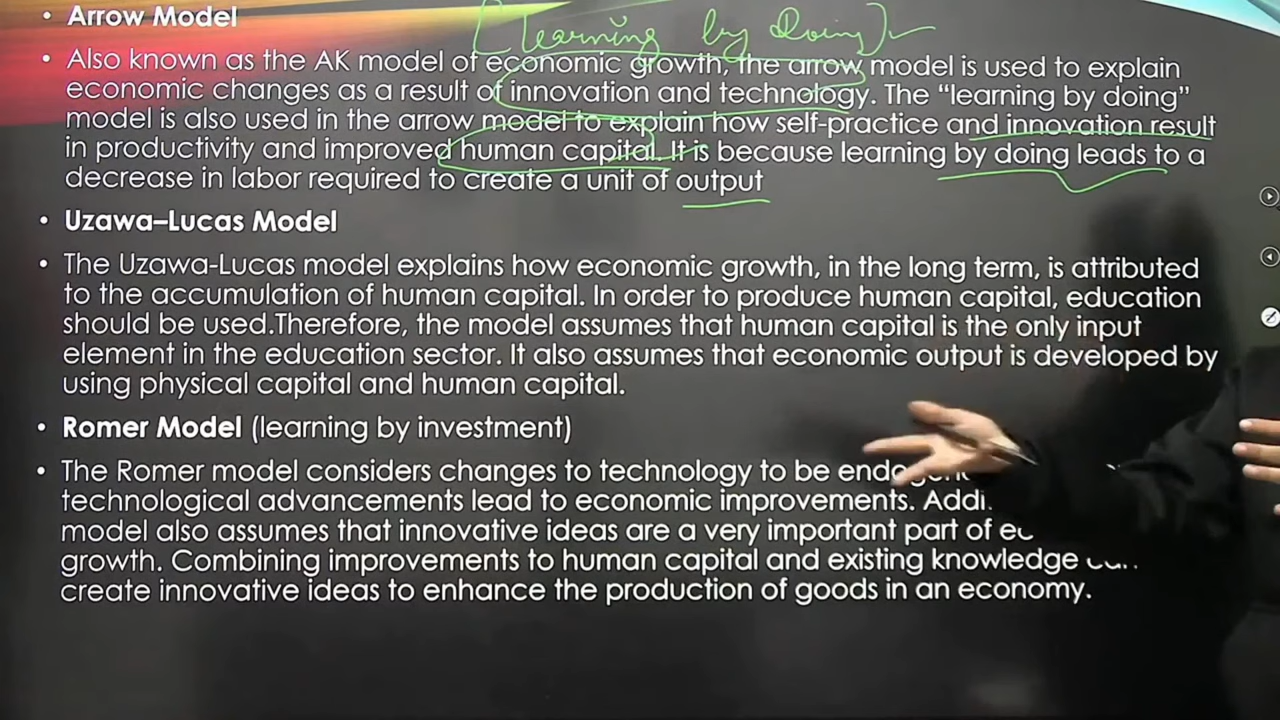 • Arrow Model
[learning by Doing]
• Also known as the AK model of economic growth, the arrow model is used to explain
economic changes as a result of innovation and technology. The “learning by doing”
model is also used in the arrow model to explain how self-practice and innovation result
in productivity and improved human capital. It is because learning by doing leads to a
decrease in labor required to create a unit of output
• Uzawa–Lucas Model
• The Uzawa-Lucas model explains how economic growth, in the long term, is attributed
to the accumulation of human capital. In order to produce human capital, education
should be used.Therefore, the model assumes that human capital is the only input
element in the education sector. It also assumes that economic output is developed by
using physical capital and human capital.
• Romer Model (learning by investment)
• The Romer model considers changes to technology to be
technological advancements lead to economic improvements.
model also assumes that innovative ideas are a very important part of
growth. Combining improvements to human capital and existing knowledge
create innovative ideas to enhance the production of goods in an economy.